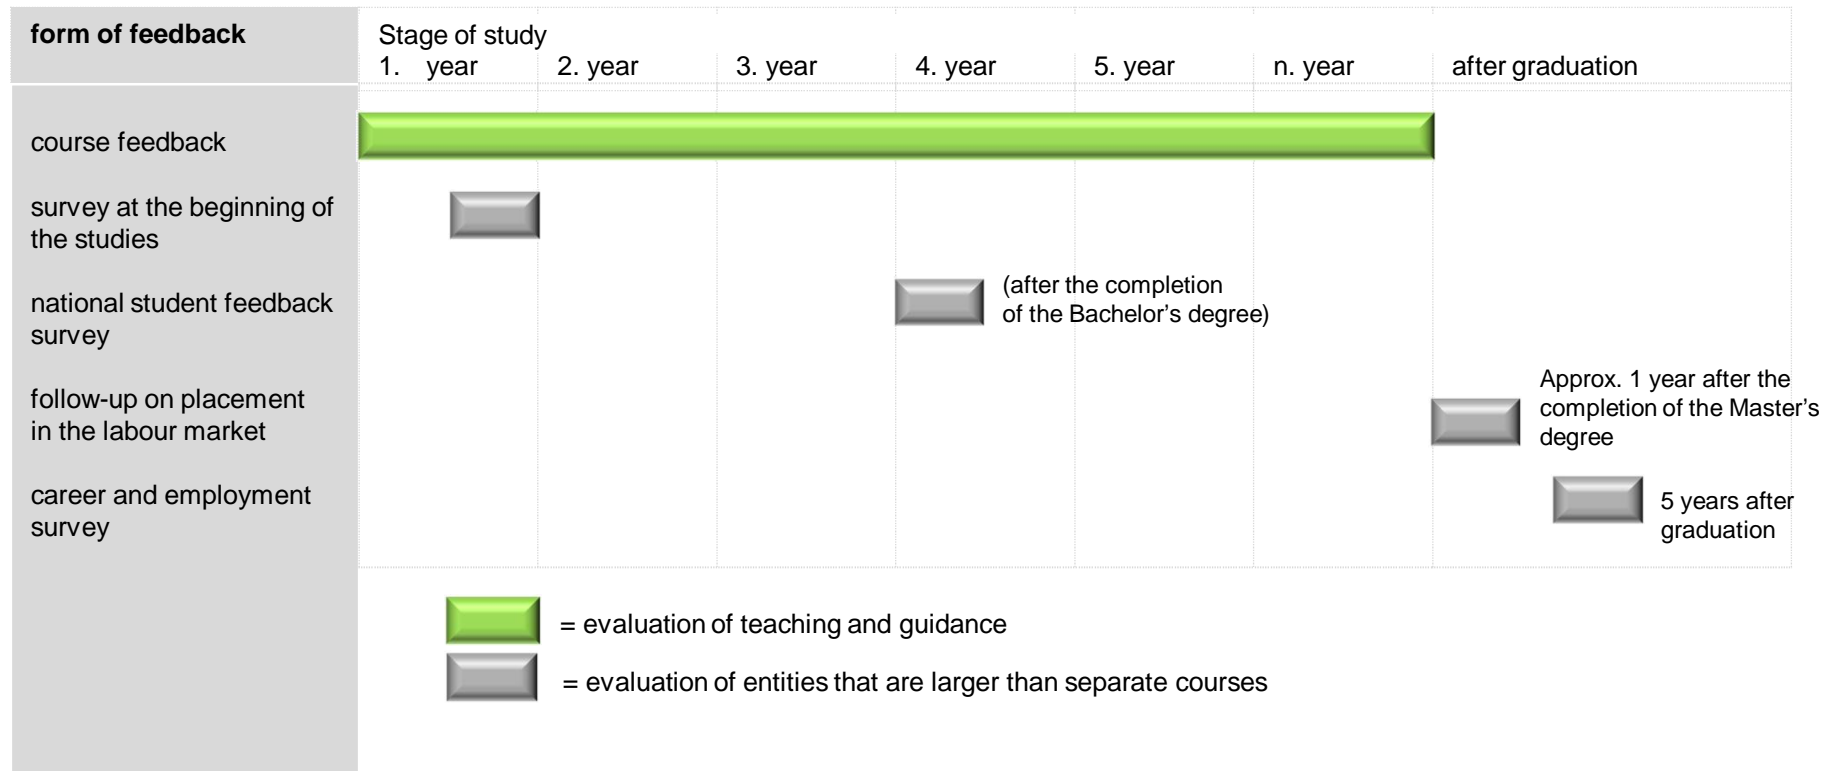 form of feedback
Stage of study
1. year 2. year 3. year 4. year 5. year n. year after graduation
course feedback
survey at the beginning of
the studies
national student feedback
survey
(after the completion
of the Bachelor’s degree)
follow-up on placement
in the labour market
Approx. 1 year after the
completion of the Master’s
degree
career and employment
survey
5 years after
graduation
= evaluation of teaching and guidance
= evaluation of entities that are larger than separate courses